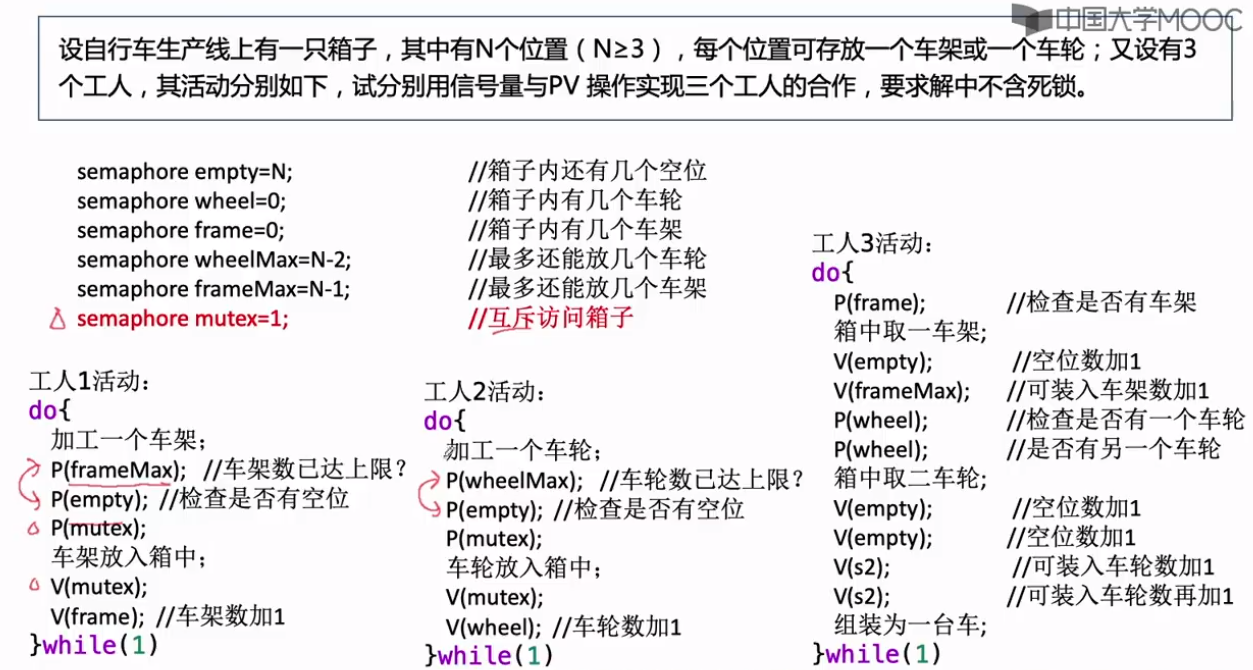 中国大学MOOC
设自行车生产线上有一只箱子，其中有N个位置（N≥3），每个位置可存放一个车架或一个车轮；又设有3
个工人，其活动分别如下，试分别用信号量与PV 操作实现三个工人的合作，要求解中不含死锁。
semaphore empty=N; //箱子内还有几个空位
semaphore wheel=0; //箱子内有几个车轮
semaphore frame=0; //箱子内有几个车架
semaphore wheelMax=N-2; //最多还能放几个车轮
semaphore frameMax=N-1; //最多还能放几个车架
semaphore mutex=1; //互斥访问箱子
工人1活动：
do{
加工一个车架；
P(frameMax); //车架数已达上限？
P(empty); //检查是否有空位
P(mutex);
车架放入箱中；
V(mutex);
V(frame); //车架数加1
}while(1)
工人2活动：
do{
加工一个车轮；
P(wheelMax); //车轮数已达上限？
P(empty); //检查是否有空位
P(mutex);
车轮放入箱中；
V(mutex);
V(wheel); //车轮数加1
}while(1)
工人3活动：
do{
P(frame); //检查是否有车架
箱中取一车架;
V(empty); //空位数加1
V(frameMax); //可装入车架数加1
P(wheel); //检查是否有一个车轮
P(wheel); //是否有另一个车轮
箱中取二车轮;
V(empty); //空位数加1
V(empty); //空位数加1
V(s2); //可装入车轮数加1
V(s2); //可装入车轮数再加1
组装为一台车;
}while(1)